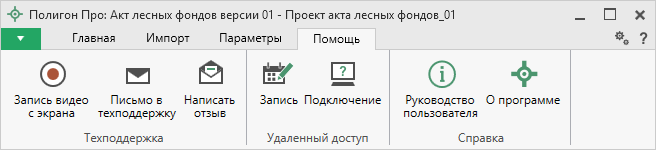 Полигон Про: Акт лесных фондов версии 01 - Проект акта лесных фондов_01
Главная Импорт Параметры Помощь
?
Запись видео с экрана
Письмо в техподдержку
Написать отзыв
Запись
Подключение
Руководство пользователя
О программе
Техподдержка
Удаленный доступ
Справка